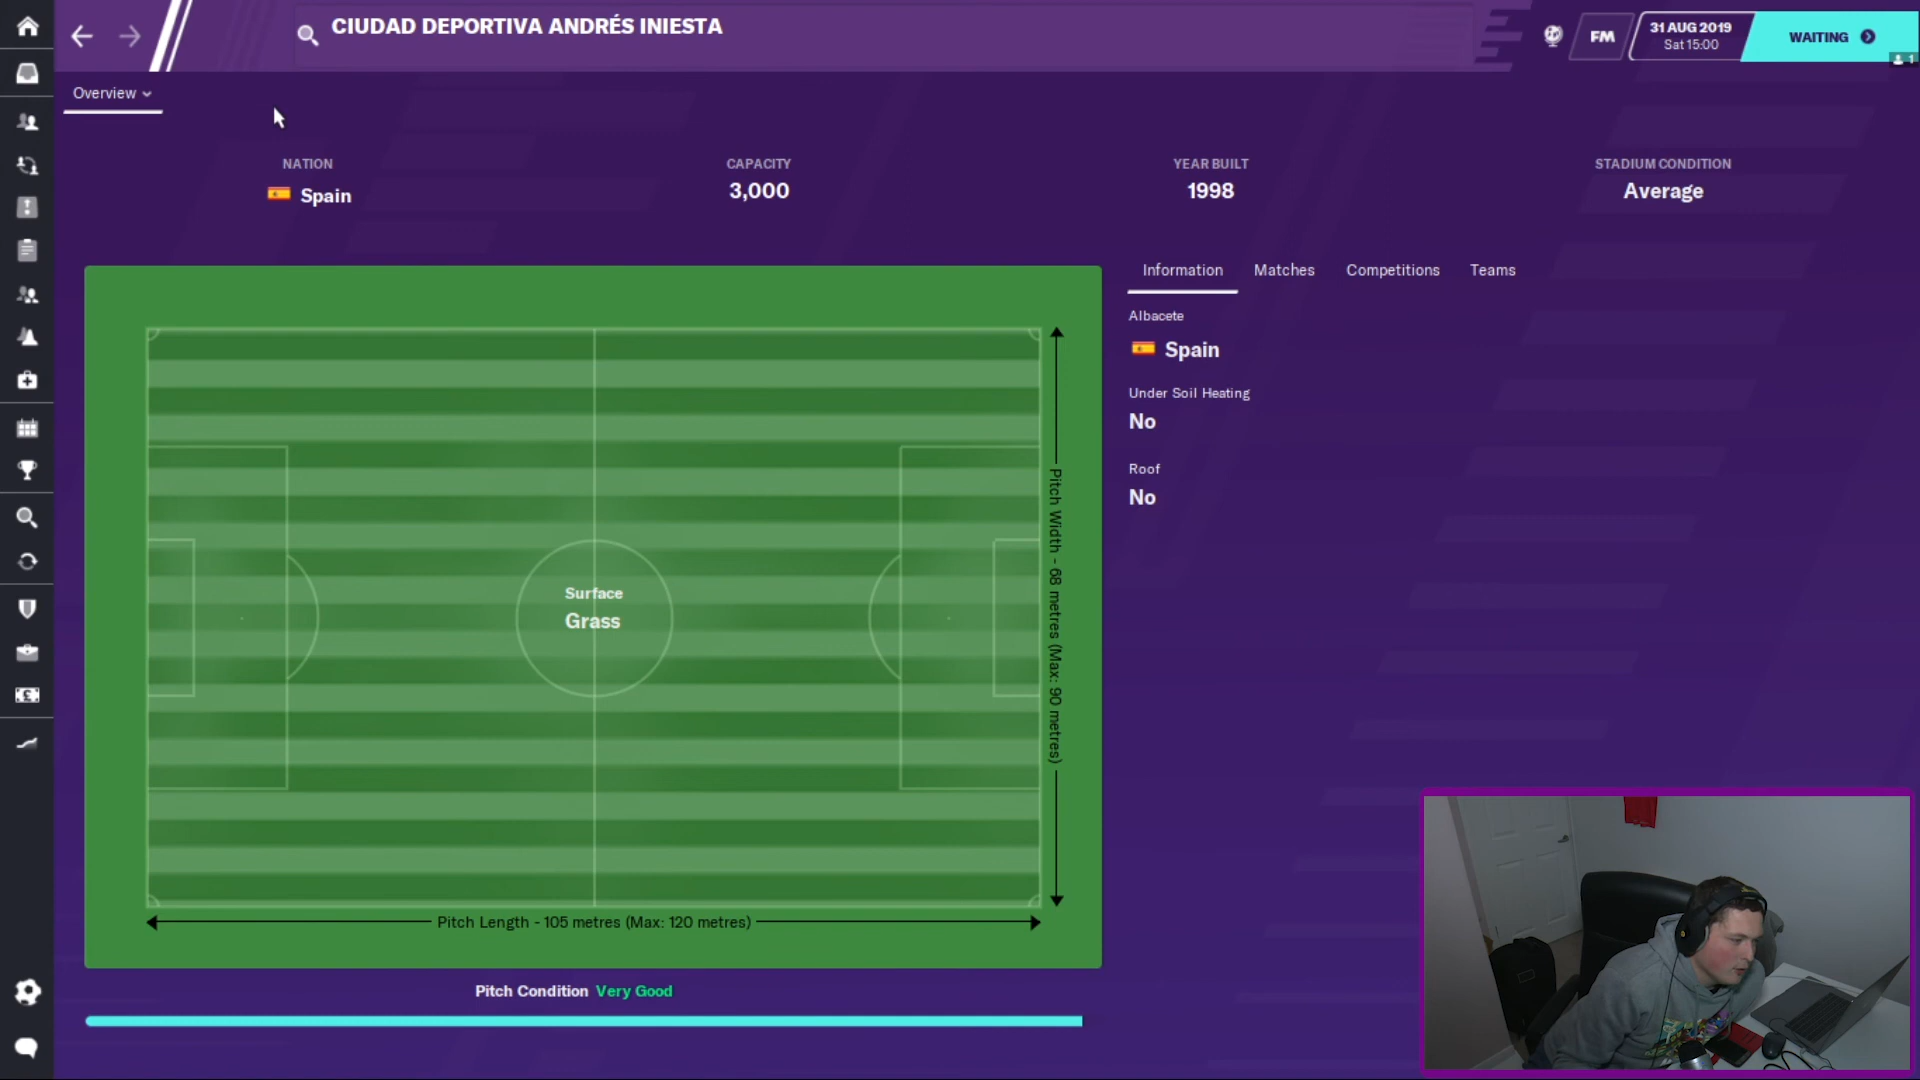 CIUDAD DEPORTIVA ANDRÉS INIESTA
FM
31 AUG 2019
Sat 15:00
WAITING
1
Overview
NATION
Spain
CAPACITY
3,000
YEAR BUILT
1998
STADIUM CONDITION
Average
Information
Matches
Competitions
Teams
Albacete
Spain
Under Soil Heating
No
Roof
No
Surface
Grass
Pitch Width - 68 metres (Max: 90 metres)
Pitch Length - 105 metres (Max: 120 metres)
Pitch Condition Very Good